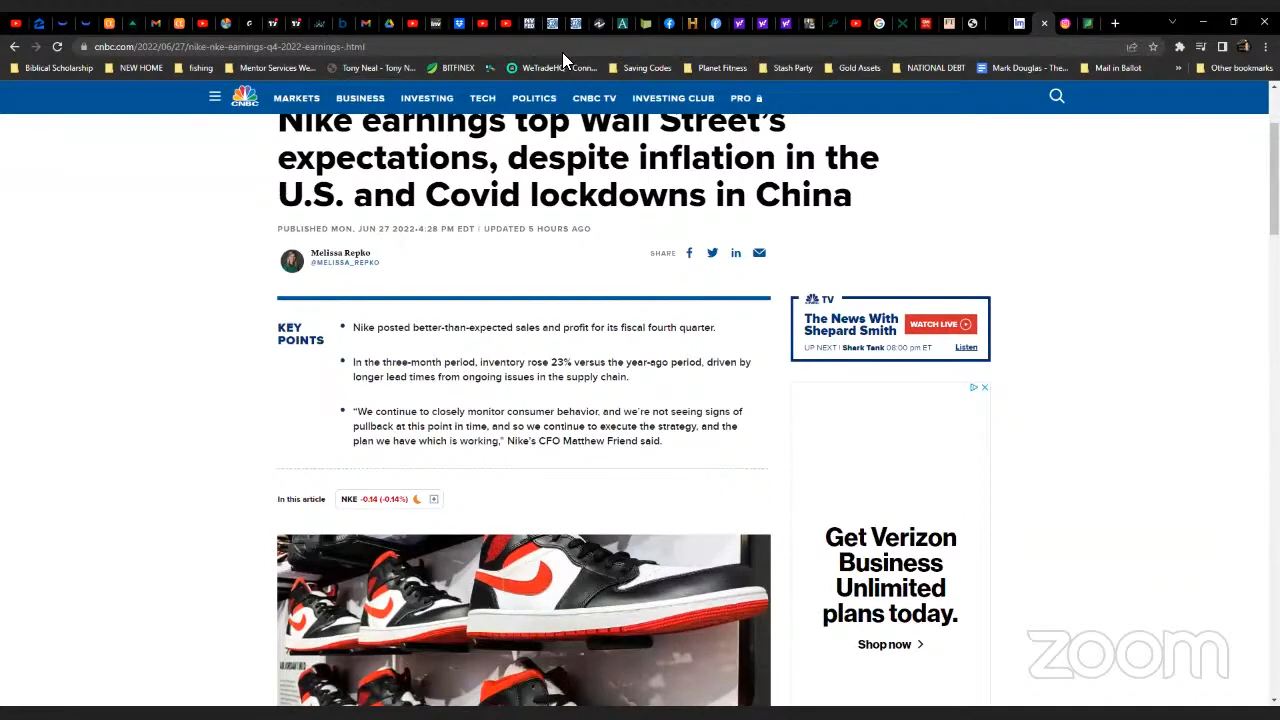 cnbc.com/2022/06/27/nike-nke-earnings-q4-2022-earnings-.html
Biblical Scholarship NEW HOME fishing Mentor Services We... Tony Neal - Tony N... BITFINEX WeTradeHQ Conn... Saving Codes Planet Fitness Stash Party Gold Assets NATIONAL DEBT Mark Douglas - The... Mail in Ballot » Other bookmarks
CNBC MARKETS BUSINESS INVESTING TECH POLITICS CNBC TV INVESTING CLUB PRO
Nike earnings top Wall Street's
expectations, despite inflation in the
U.S. and Covid lockdowns in China
PUBLISHED MON, JUN 27 2022•4:28 PM EDT | UPDATED 5 HOURS AGO
Melissa Repko
@MELISSA_REPKO
SHARE
KEY
POINTS
• Nike posted better-than-expected sales and profit for its fiscal fourth quarter.
• In the three-month period, inventory rose 23% versus the year-ago period, driven by
longer lead times from ongoing issues in the supply chain.
• “We continue to closely monitor consumer behavior, and we're not seeing signs of
pullback at this point in time, and so we continue to execute the strategy, and the
plan we have which is working,” Nike's CFO Matthew Friend said.
In this article NKE -0.14 (-0.14%)
TV
The News With
Shepard Smith
WATCH LIVE
UP NEXT | Shark Tank 08:00 pm ET Listen
Get Verizon
Business
Unlimited
plans today.
Shop now
zoom